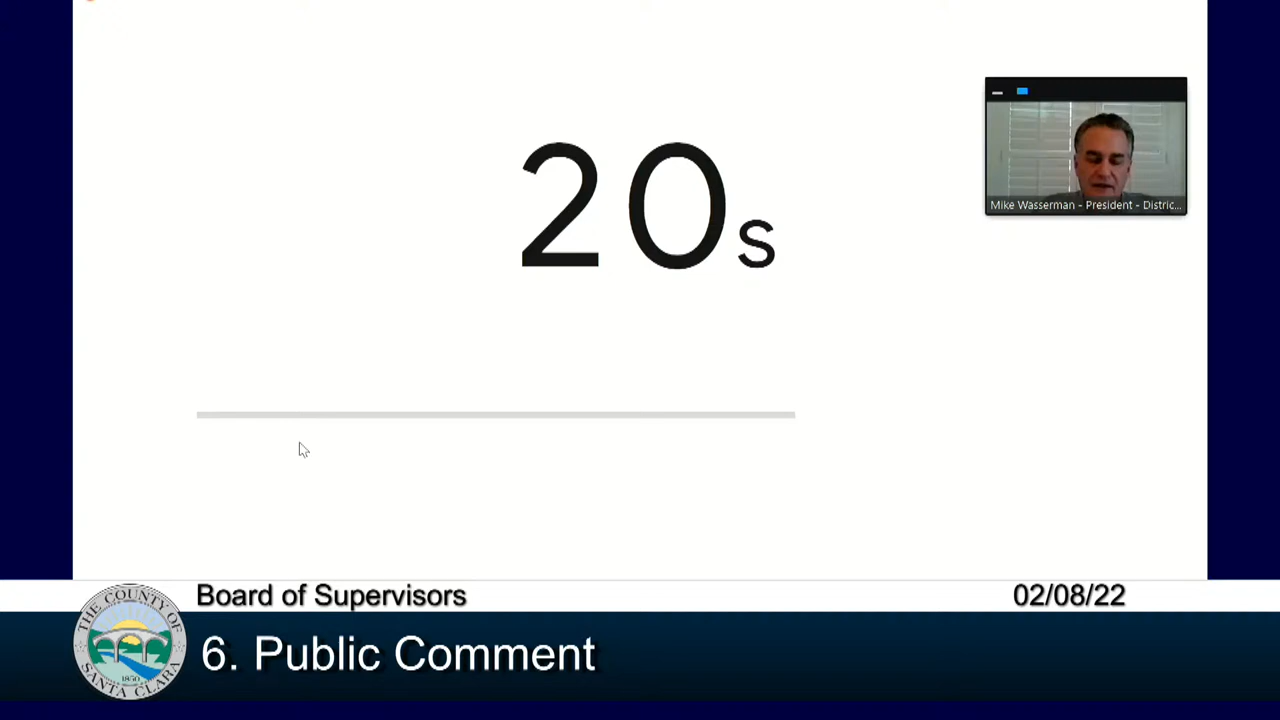 20s
Mike Wasserman - President - Distric...
Board of Supervisors
02/08/22
6. Public Comment
THE COUNTY OF
SANTA CLARA
1850